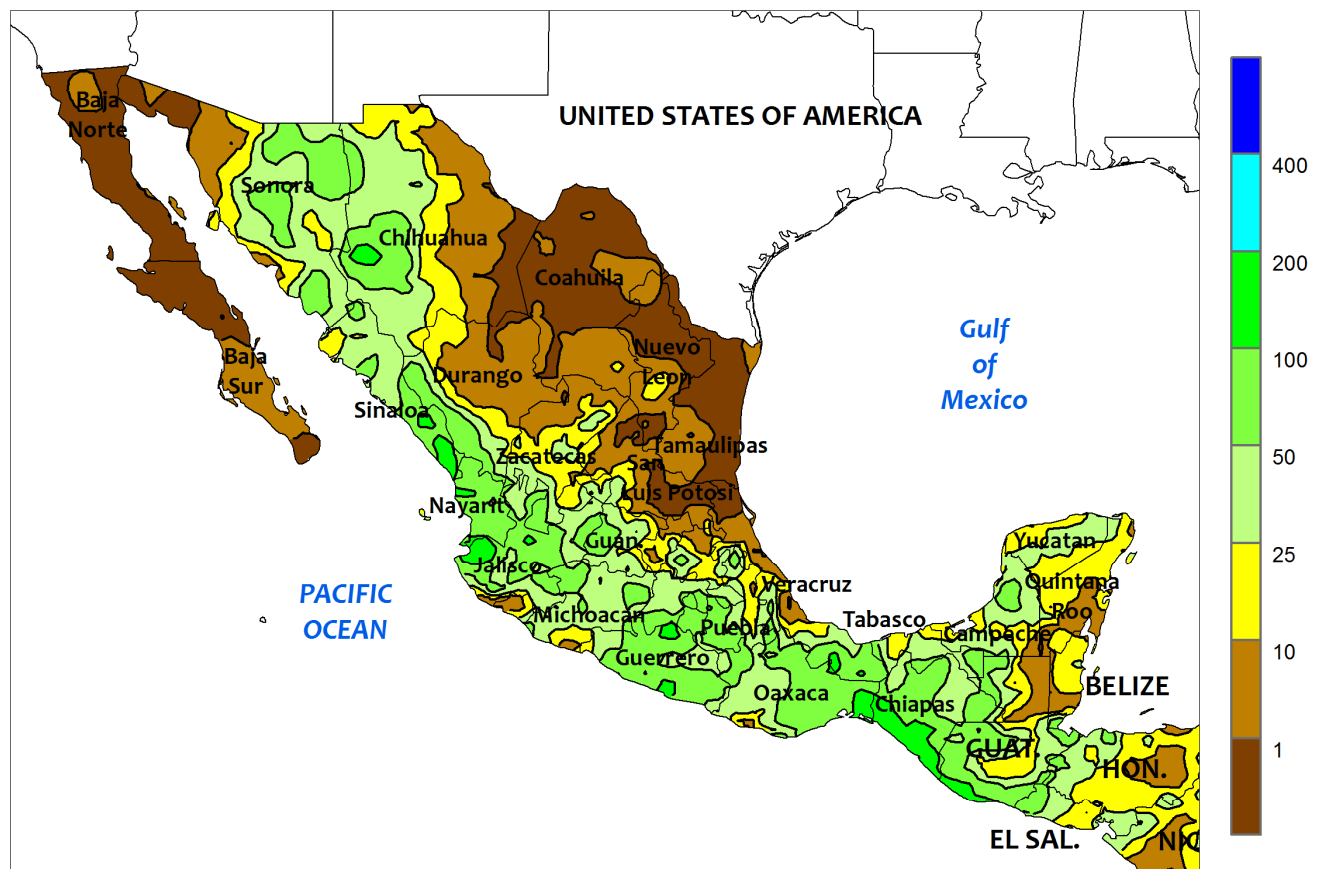 UNITED STATES OF AMERICA
Baja
Norte
Sonora
Chihuahua
Coahuila
Gulf
of
Mexico
Nuevo
Leon
Baja
Sur
Durango
Sinaloa
Tamaulipas
Zacatecas
San
Luis Potosi
Nayarit
Guan.
Yucatan
Jalisco
Quintana
Roo
Veracruz
PACIFIC
OCEAN
Michoacán
Puebla
Tabasco
Campeche
Guerrero
Oaxaca
Chiapas
BELIZE
GUAT.
HON.
EL SAL.
NIC
400
200
100
50
25
10
1